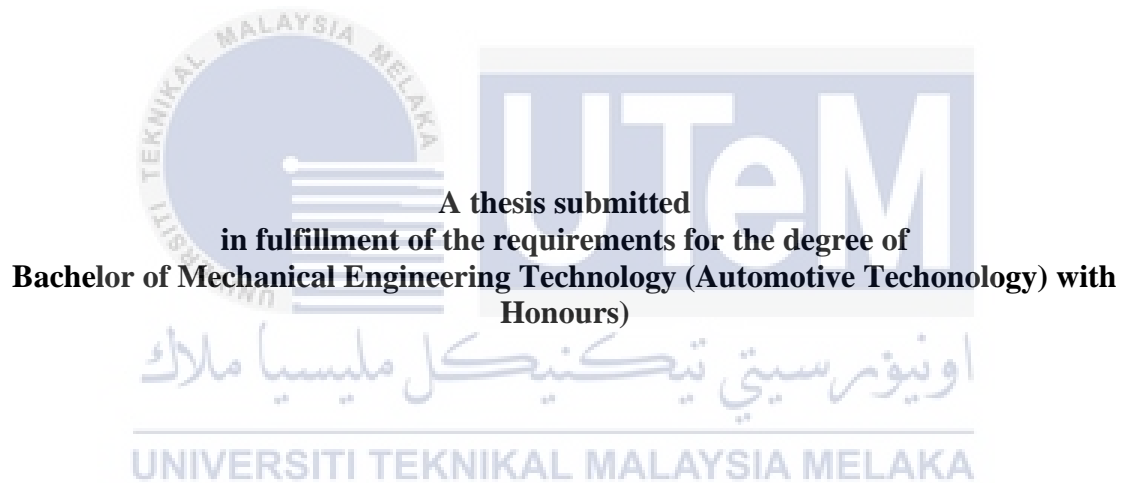 UNIVERSITI TEKNIKAL MALAYSIA MELAKA
UTeM
A thesis submitted
in fulfillment of the requirements for the degree of
Bachelor of Mechanical Engineering Technology (Automotive Techonology) with
Honours)
اونيۏرسيتي تيكنيكل مليسيا ملاك
UNIVERSITI TEKNIKAL MALAYSIA MELAKA